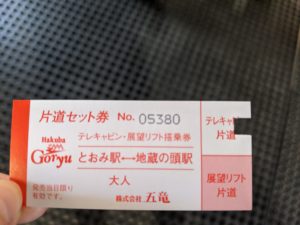 片道セット券 No. 05380
Hakuba
Goryu
テレキャビン・展望リフト搭乗券
とおみ駅←→地蔵の頭駅
大人
発売当日限り
有効です。
株式会社 五竜
テレキャビン
片道
展望リフト
片道